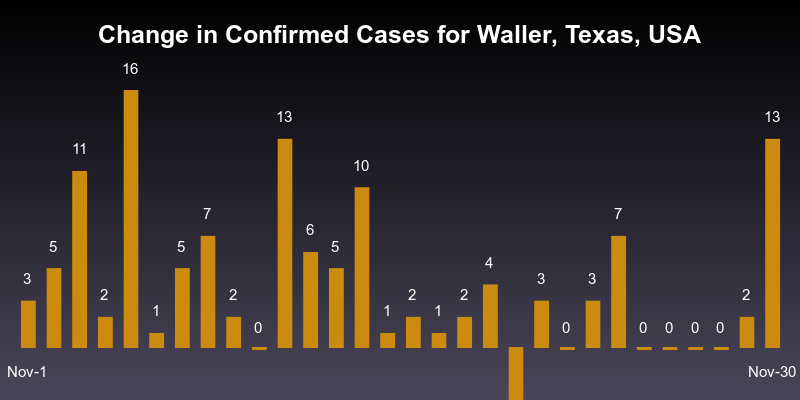 Change in Confirmed Cases for Waller, Texas, USA
3 5 11 2 16 1 5 7 2 0 13 6 5 10 1 2 1 2 4 3 0 3 7 0 0 0 0 2 13
Nov-1 Nov-30